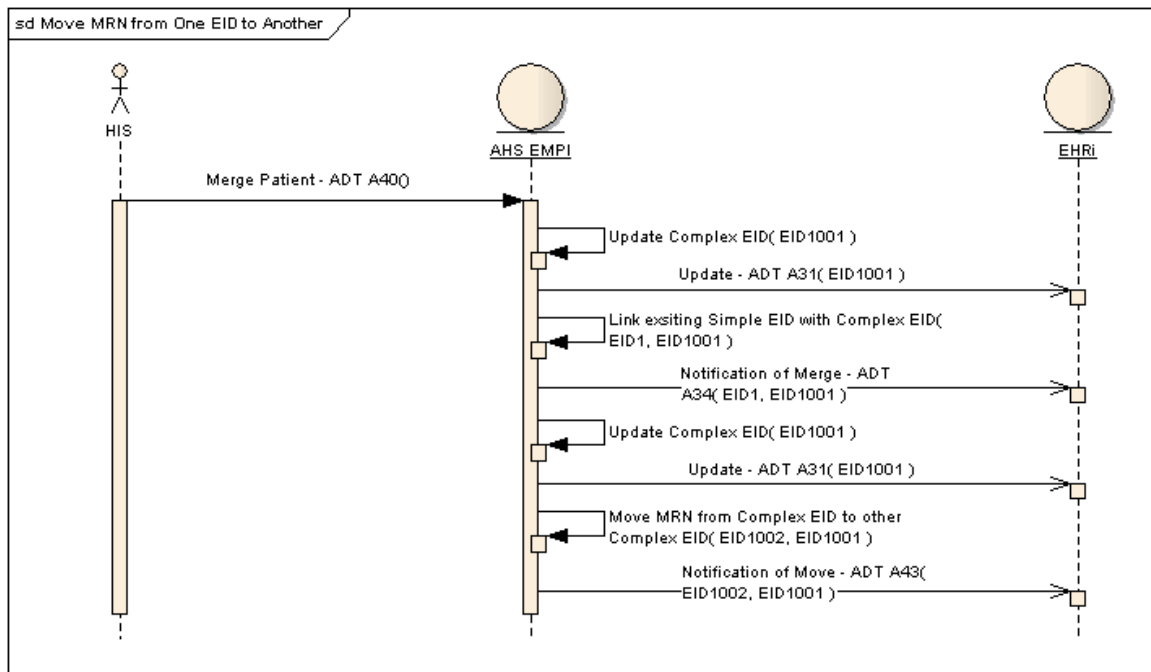 sd Move MRN from One EID to Another
HIS
AHS EMPI
EHRi
Merge Patient - ADT A40()
Update Complex EID( EID1001 )
Update - ADT A31( EID1001 )
Link exsiting Simple EID with Complex EID(
EID1, EID1001 )
Notification of Merge - ADT
A34( EID1, EID1001 )
Update Complex EID( EID1001 )
Update - ADT A31( EID1001 )
Move MRN from Complex EID to other
Complex EID( EID1002, EID1001 )
Notification of Move - ADT A43(
EID1002, EID1001 )